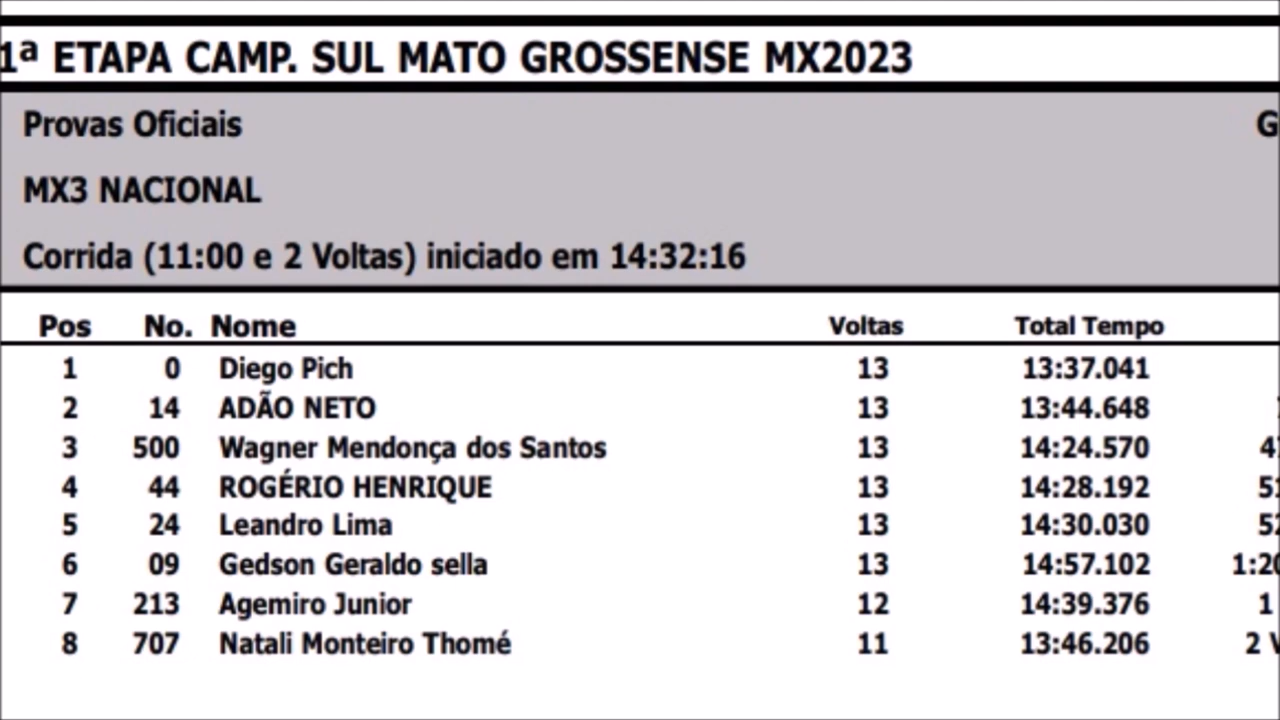 1ª ETAPA CAMP. SUL MATO GROSSENSE MX2023
Provas Oficiais G
MX3 NACIONAL
Corrida (11:00 e 2 Voltas) iniciado em 14:32:16
Pos No. Nome Voltas Total Tempo
1 0 Diego Pich 13 13:37.041
2 14 ADÃO NETO 13 13:44.648
3 500 Wagner Mendonça dos Santos 13 14:24.570
4 44 ROGÉRIO HENRIQUE 13 14:28.192
5 24 Leandro Lima 13 14:30.030
6 09 Gedson Geraldo sella 13 14:57.102
7 213 Agemiro Junior 12 14:39.376 1
8 707 Natali Monteiro Thomé 11 13:46.206 2